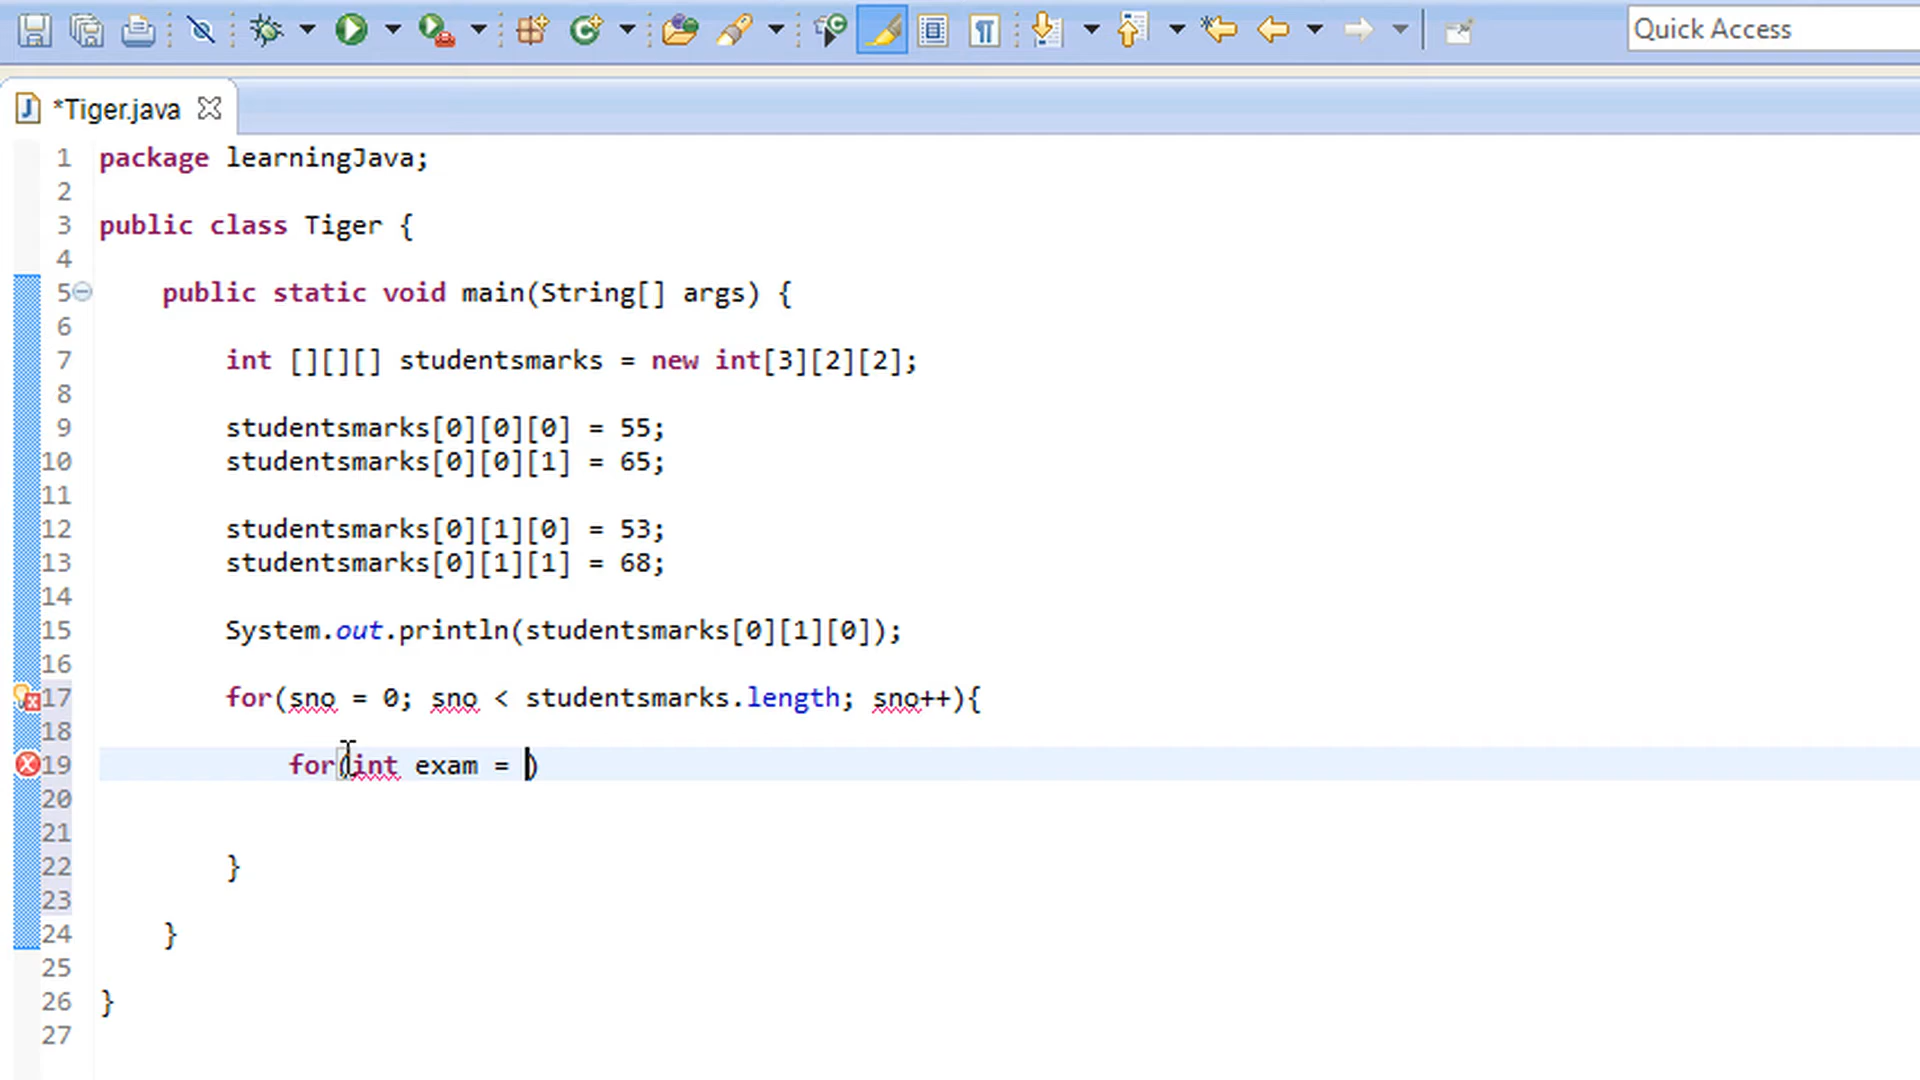 Quick Access
*Tiger.java
1 package learningJava;
2
3 public class Tiger {
4
5 public static void main(String[] args) {
6
7 int [][][] studentsmarks = new int[3][2][2];
8
9 studentsmarks[0][0][0] = 55;
10 studentsmarks[0][0][1] = 65;
11
12 studentsmarks[0][1][0] = 53;
13 studentsmarks[0][1][1] = 68;
14
15 System.out.println(studentsmarks[0][1][0]);
16
17 for(sno = 0; sno < studentsmarks.length; sno++){
18
19 for(int exam = )
20
21
22 }
23
24 }
25
26 }
27